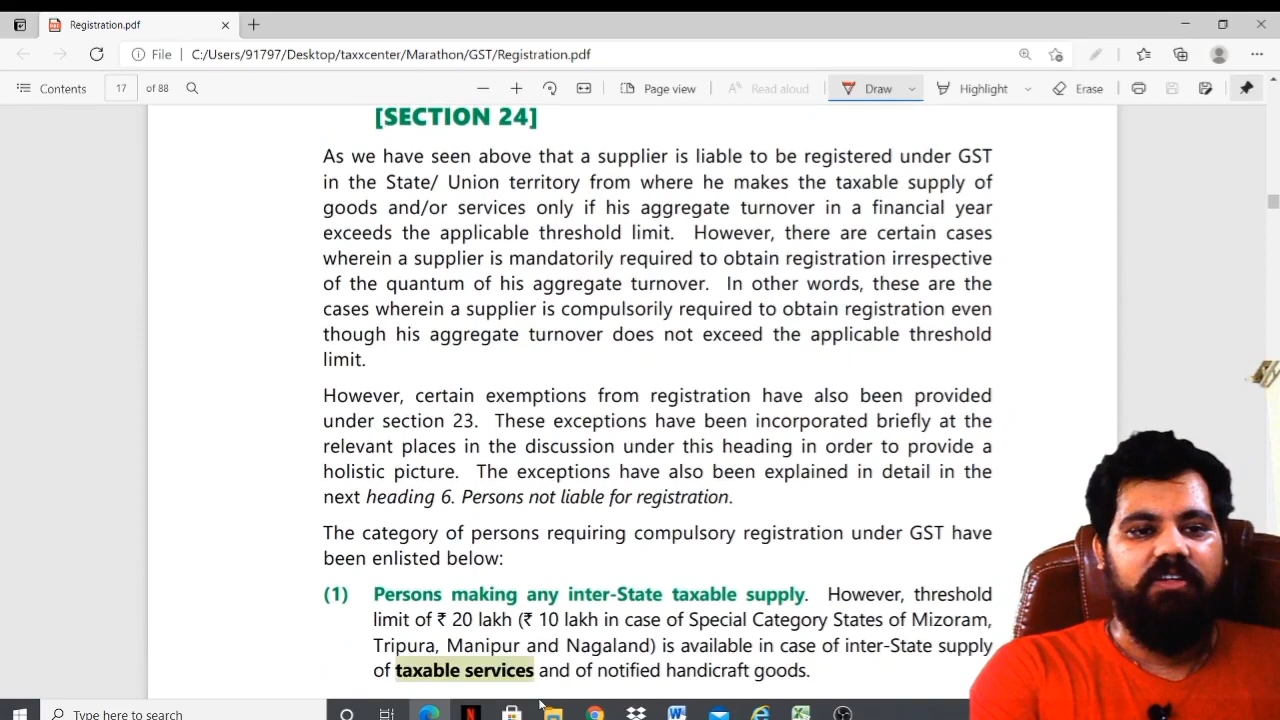 Registration.pdf
File C:/Users/91797/Desktop/taxxcenter/Marathon/GST/Registration.pdf
Contents 17 of 88 Page view Read aloud Draw Highlight Erase
[SECTION 24]
As we have seen above that a supplier is liable to be registered under GST
in the State/ Union territory from where he makes the taxable supply of
goods and/or services only if his aggregate turnover in a financial year
exceeds the applicable threshold limit. However, there are certain cases
wherein a supplier is mandatorily required to obtain registration irrespective
of the quantum of his aggregate turnover. In other words, these are the
cases wherein a supplier is compulsorily required to obtain registration even
though his aggregate turnover does not exceed the applicable threshold
limit.
However, certain exemptions from registration have also been provided
under section 23. These exceptions have been incorporated briefly at the
relevant places in the discussion under this heading in order to provide a
holistic picture. The exceptions have also been explained in detail in the
next heading 6. Persons not liable for registration.
The category of persons requiring compulsory registration under GST have
been enlisted below:
(1) Persons making any inter-State taxable supply. However, threshold
limit of ₹ 20 lakh (₹ 10 lakh in case of Special Category States of Mizoram,
Tripura, Manipur and Nagaland) is available in case of inter-State supply
of taxable services and of notified handicraft goods.
Type here to search